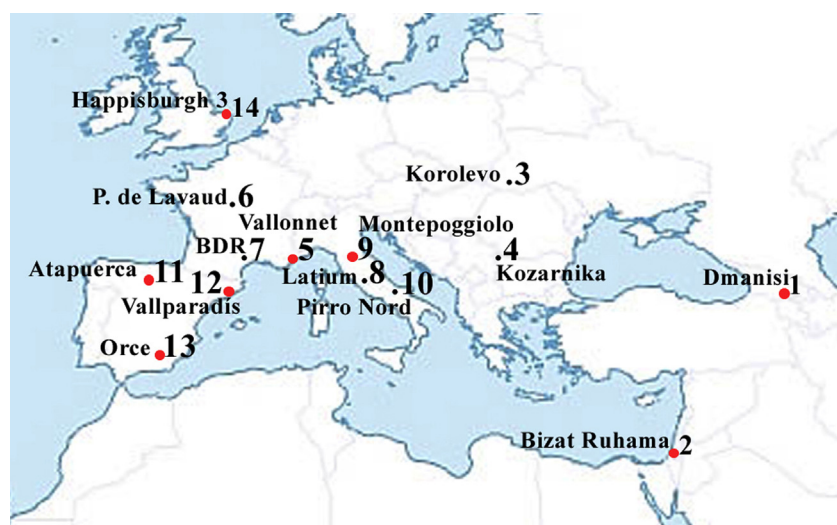 Happisburgh 3 14
Korolevo .3
P. de Lavaud .6
Vallonnet
Montepoggiolo
BDR .7
5
9
.4
Atapuerca 11
Latium .8
Kozarnika
Dmanisi 1
12
.10
Vallparadis
Pirro Nord
Orce 13
Bizat Ruhama 2